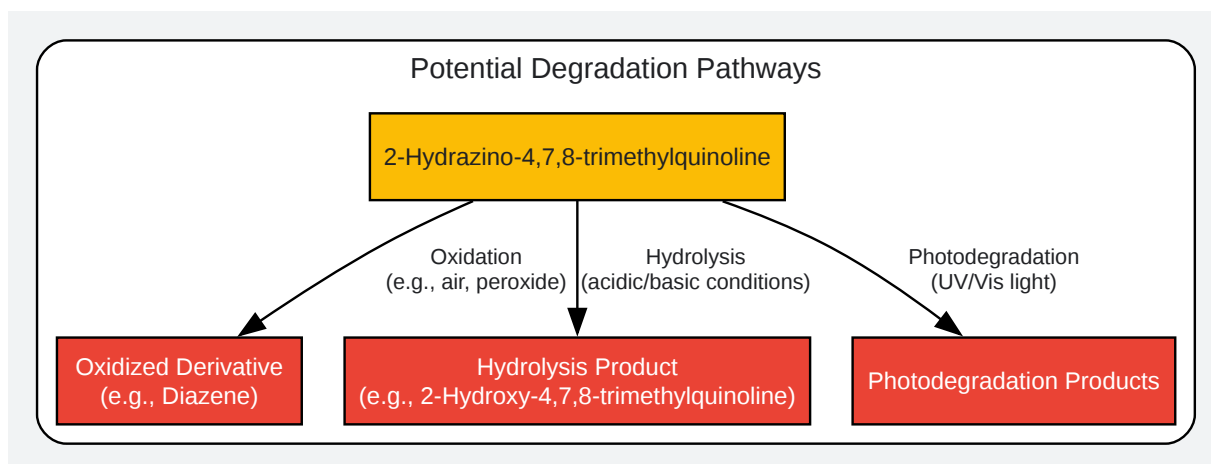 Potential Degradation Pathways
2-Hydrazino-4,7,8-trimethylquinoline
Oxidation
(e.g., air, peroxide)
Hydrolysis
(acidic/basic conditions)
Photodegradation
(UV/Vis light)
Oxidized Derivative
(e.g., Diazene)
Hydrolysis Product
(e.g., 2-Hydroxy-4,7,8-trimethylquinoline)
Photodegradation Products